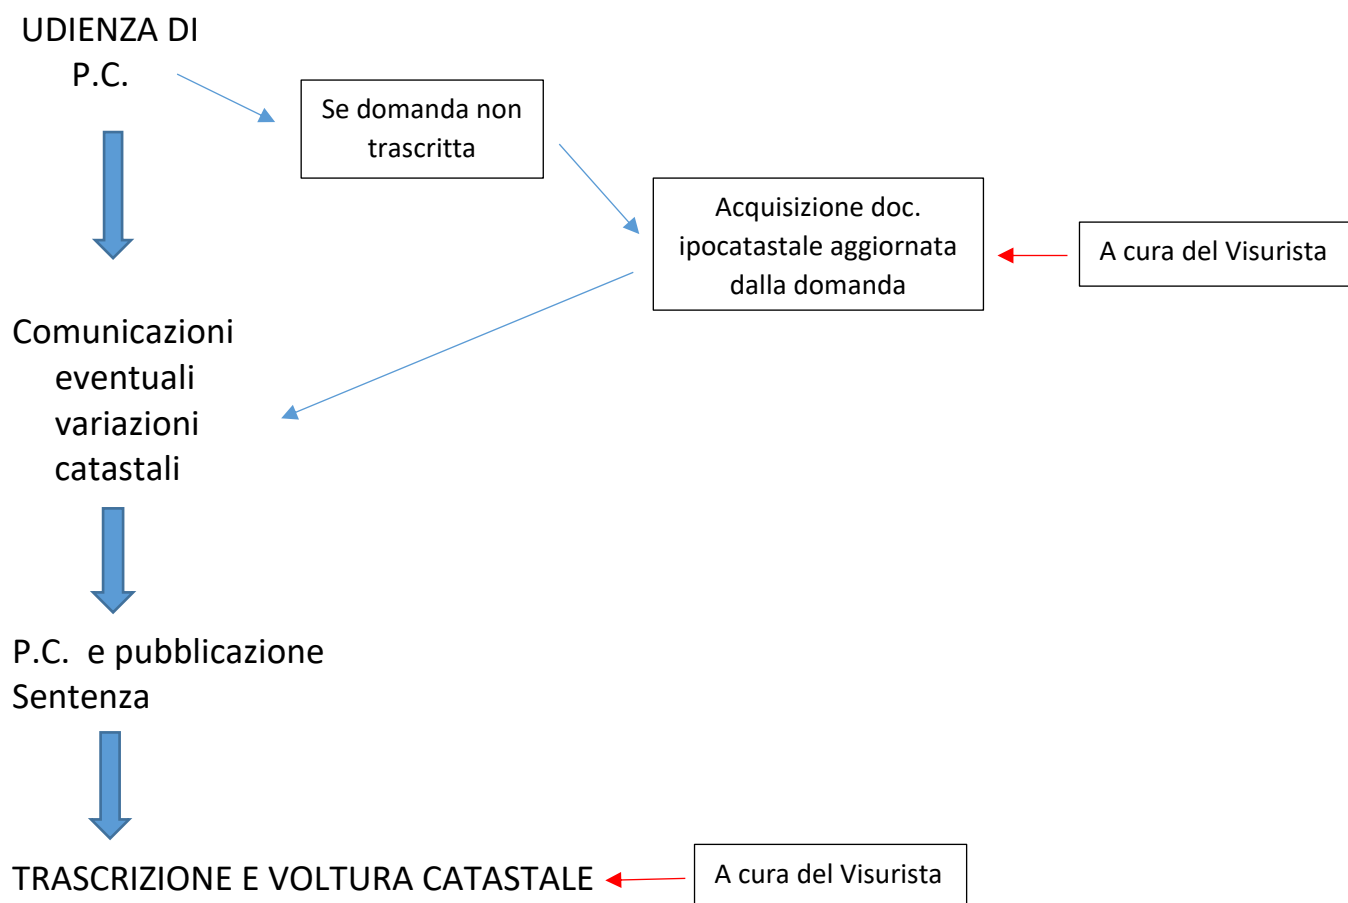 UDIENZA DI
P.C.
Se domanda non
trascritta
Acquisizione doc.
ipocatastale aggiornata
dalla domanda
A cura del Visurista
Comunicazioni
eventuali
variazioni
catastali
P.C. e pubblicazione
Sentenza
TRASCRIZIONE E VOLTURA CATASTALE
A cura del Visurista